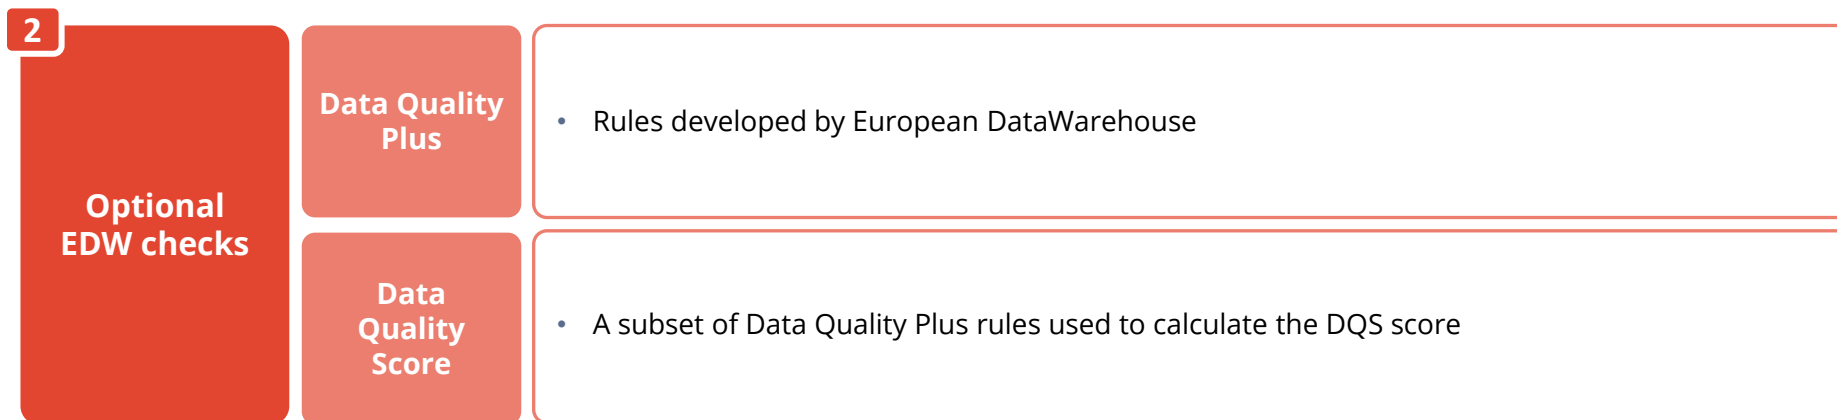 2
Optional
EDW checks
Data Quality
Plus
• Rules developed by European DataWarehouse
Data
Quality
Score
• A subset of Data Quality Plus rules used to calculate the DQS score